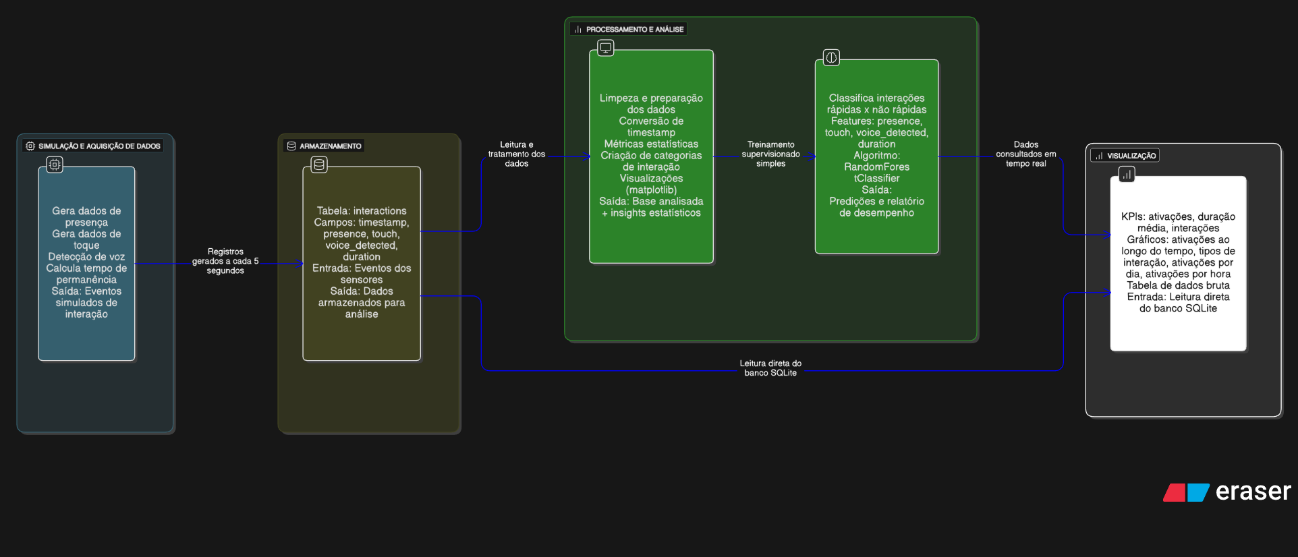 SIMULAÇÃO E AQUISIÇÃO DE DADOS
Gera dados de
presença
Gera dados de
toque
Detecção de voz
Calcula tempo de
permanência
Saída: Eventos
simulados de
interação
Registros
gerados a cada 5
segundos
ARMAZENAMENTO
Tabela: interactions
Campos: timestamp,
presence, touch,
voice_detected,
duration
Entrada: Eventos dos
sensores
Saída: Dados
armazenados para
análise
Leitura e
tratamento dos
dados
PROCESSAMENTO E ANÁLISE
Limpeza e preparação
dos dados
Conversão de
timestamp
Métricas estatísticas
Criação de categorias
de interação
Visualizações
(matplotlib)
Saída: Base analisada
+ insights estatísticos
Treinamento
supervisionado
simples
Classifica interações
rápidas x não rápidas
Features: presence,
touch, voice_detected,
duration
Algoritmo:
RandomFores
tClassifier
Saída:
Predições e relatório
de desempenho
Dados
consultados em
tempo real
Leitura direta do
banco SQLite
VISUALIZAÇÃO
KPIs: ativações, duração
média, interações
Gráficos: ativações ao
longo do tempo, tipos de
interação, ativações por
dia, ativações por hora
Tabela de dados bruta
Entrada: Leitura direta
do banco SQLite
eraser